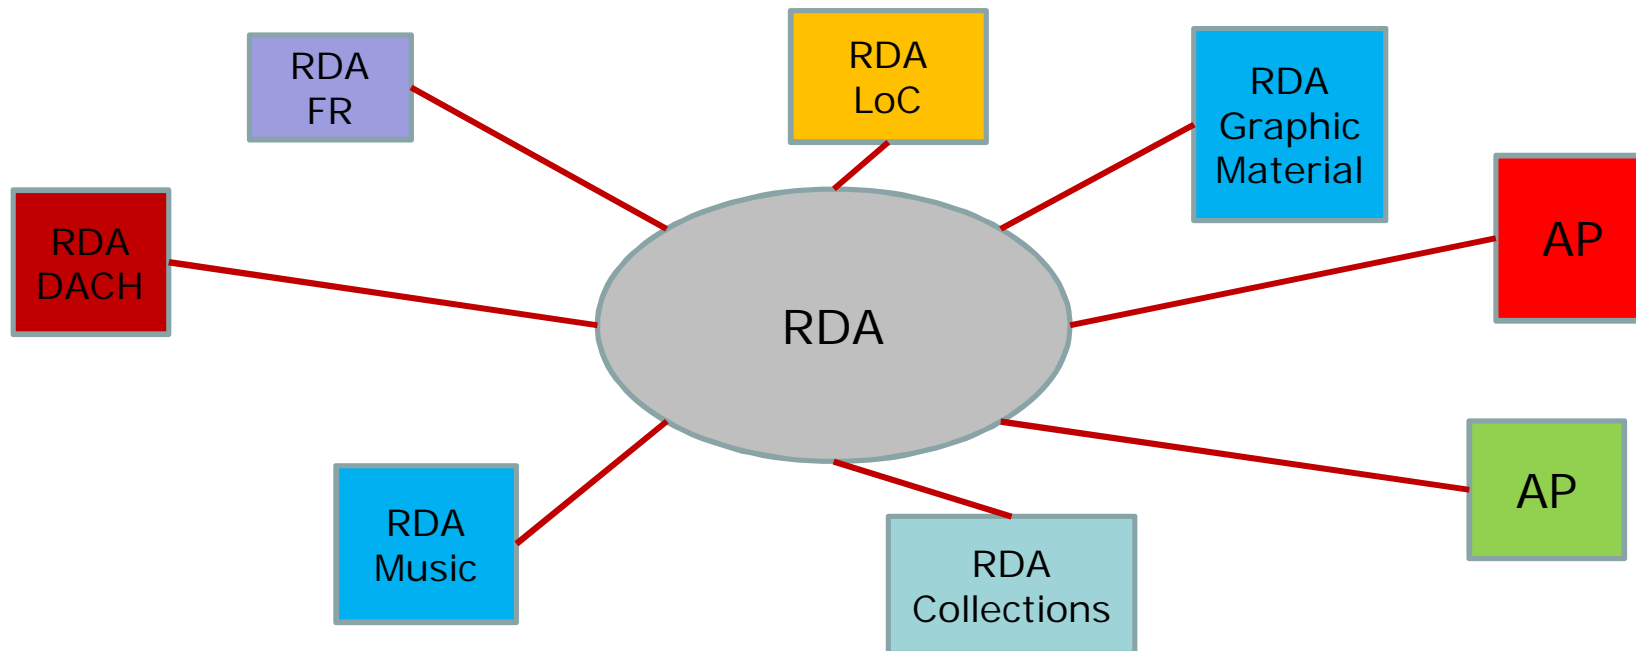 RDA
FR
RDA
LoC
RDA
Graphic
Material
RDA
DACH
AP
RDA
AP
RDA
Music
RDA
Collections